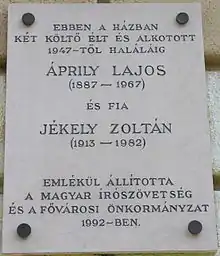 EBBEN A HÁZBAN
KÉT KÖLTŐ ÉLT ÉS ALKOTOTT
1947-TŐL HALÁLÁIG
ÁPRILY LAJOS
(1887 – 1967)
ÉS FIA
JÉKELY ZOLTÁN
(1913 – 1982)
EMLÉKÜL ÁLLÍTOTTA
A MAGYAR ÍRÓSZÖVETSÉG
ÉS A FŐVÁROSI ÖNKORMÁNYZAT
1992-BEN.